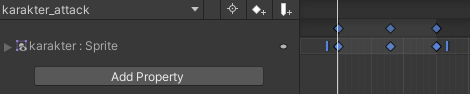 karakter_attack
karakter : Sprite
Add Property